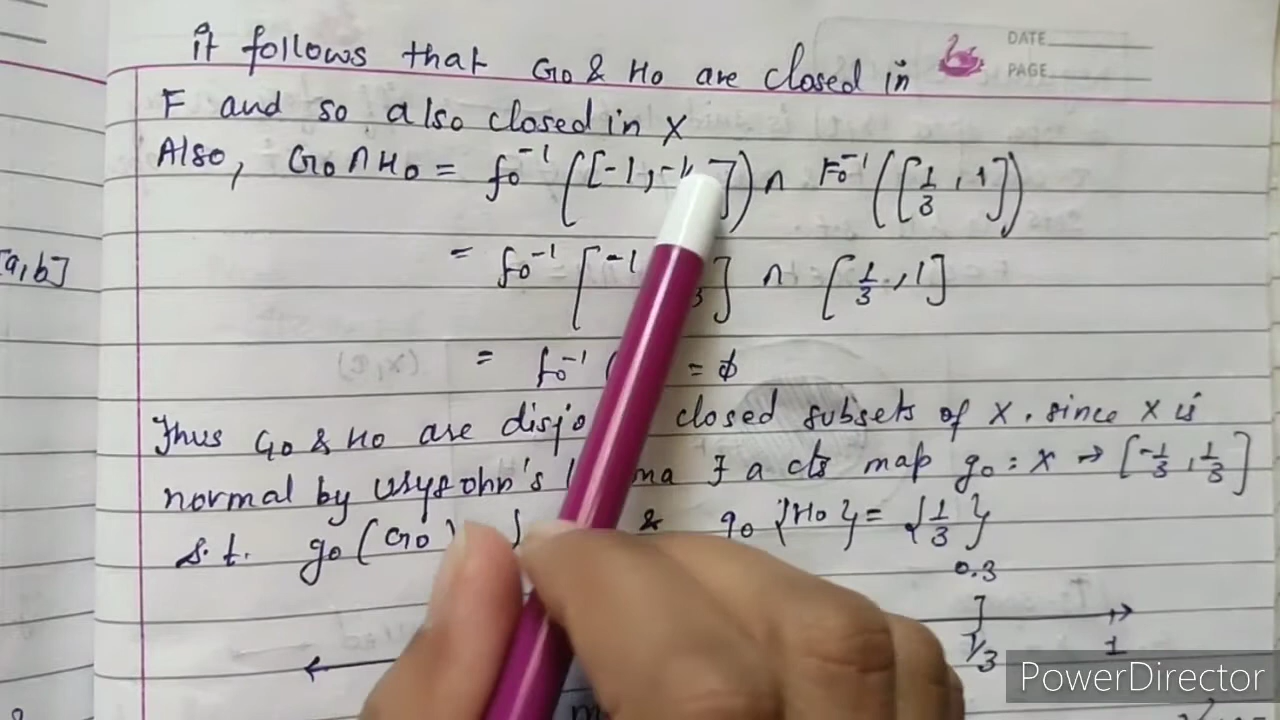 DATE
PAGE
it follows that G0 & H0 are closed in
F and so also closed in X
Also, G0 ∩ H0 = f0⁻¹([-1, -1 ]) ∩ F0⁻¹([1/3, 1])
= f0⁻¹[-1 3] ∩ [1/3, 1]
[a,b]
= f0⁻¹( = ϕ
Thus G0 & H0 are closed subsets of X. since X is
normal by Ma ∃ a cts map g0 : X → [-1/3, 1/3]
s.t. g0(G0) & g0{H0} = {1/3}
0.3
]
1/3 1
PowerDirector